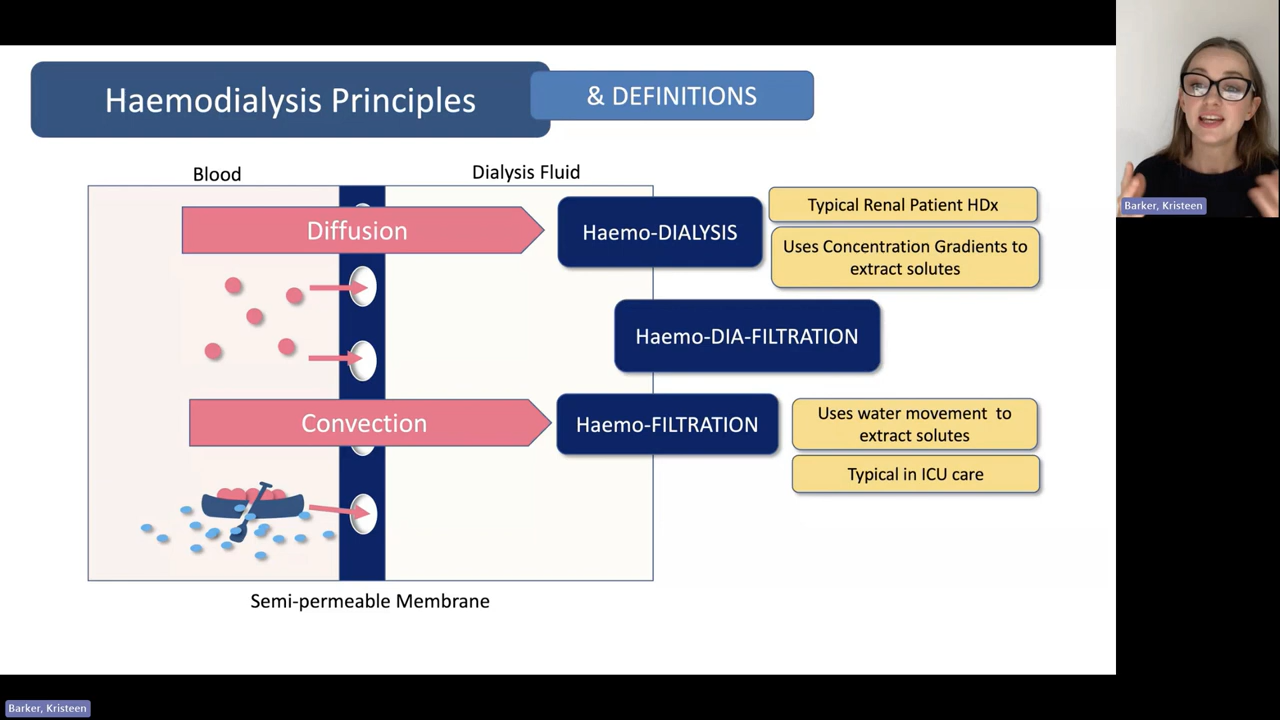 Haemodialysis Principles
& DEFINITIONS
Blood
Dialysis Fluid
Diffusion
Haemo-DIALYSIS
Typical Renal Patient HDx
Uses Concentration Gradients to
extract solutes
Haemo-DIA-FILTRATION
Convection
Haemo-FILTRATION
Uses water movement to
extract solutes
Typical in ICU care
Semi-permeable Membrane
Barker, Kristeen
Barker, Kristeen